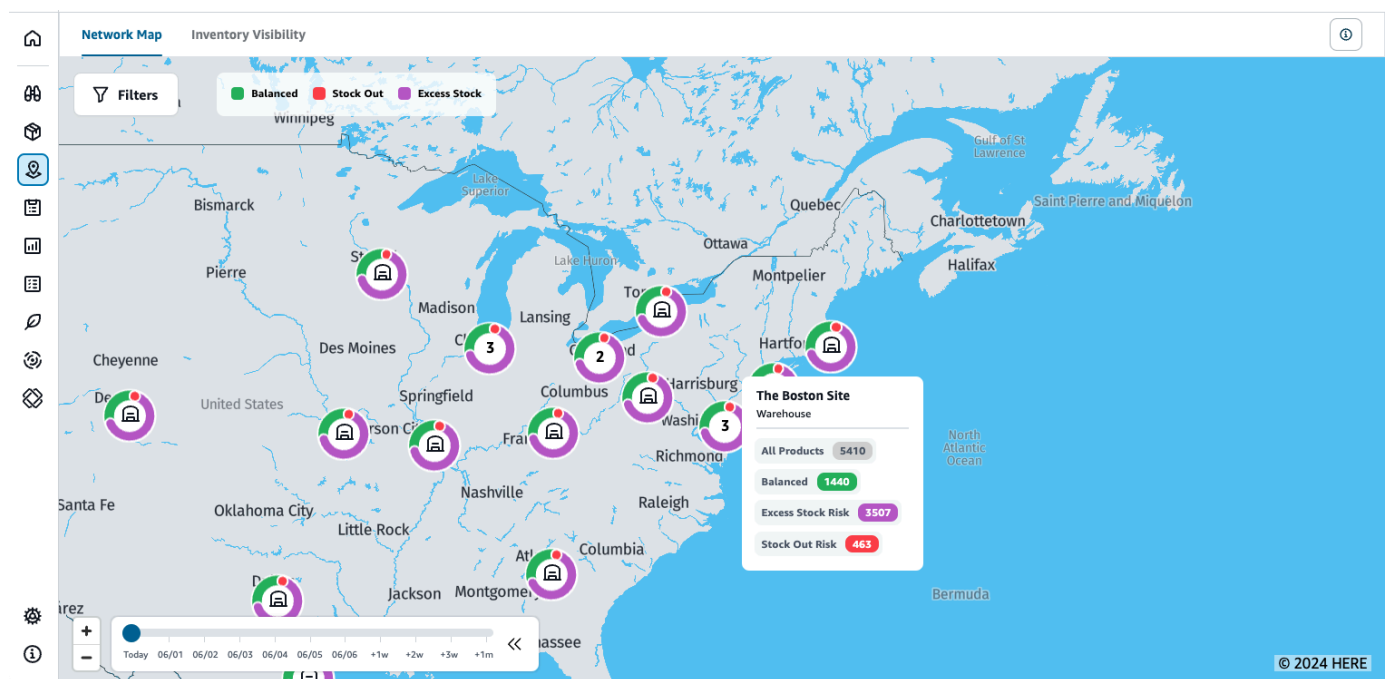 Network Map
Inventory Visibility
Filters
Balanced
Stock Out
Excess Stock
Winnipeg
Gulf of St
Lawrence
Lake
Superior
Bismarck
Quebec
Saint Pierre and Miquelon
Charlottetown
Ottawa
Lake Huron
Halifax
Pierre
Montpelier
Madison
Lansing
3
2
Des Moines
Cheyenne
Columbus
Harrisburg
Springfield
United States
3
Richmond
Nashville
Raleigh
Santa Fe
Oklahoma City
Little Rock
Columbia
Jackson
Montgomery
The Boston Site
Warehouse
All Products 5410
Balanced 1440
Excess Stock Risk 3507
Stock Out Risk 463
North
Atlantic
Ocean
Bermuda
+
−
Today 06/01 06/02 06/03 06/04 06/05 06/06 +1w +2w +3w +1m
© 2024 HERE